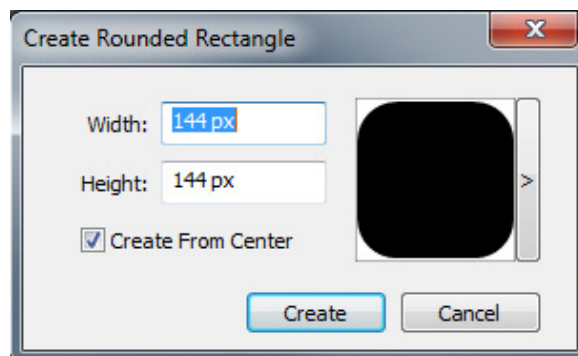 Create Rounded Rectangle
Width: 144 px
Height: 144 px
>
Create From Center
Create Cancel